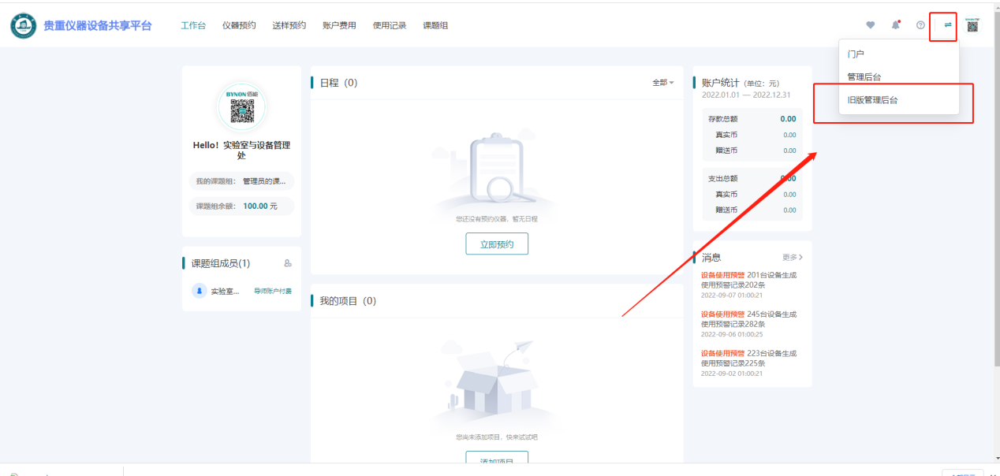 贵重仪器设备共享平台
工作台 仪器预约 送样预约 账户费用 使用记录 课题组
门户
管理后台
旧版管理后台
BYNON 佰能
Hello！实验室与设备管理
处
我的课题组： 管理员的课...
课题组余额： 100.00 元
课题组成员(1)
实验室... 导师账户付费
日程（0）
全部
您还没有预约仪器，暂无日程
立即预约
我的项目（0）
您尚未添加项目，快来试试吧
添加项目
账户统计（单位：元）
2022.01.01 — 2022.12.31
存款总额 0.00
真实币 0.00
赠送币 0.00
支出总额 0.00
真实币 0.00
赠送币 0.00
消息 更多
设备使用预警 201台设备生成
使用预警记录202条
2022-09-07 01:00:21
设备使用预警 245台设备生成
使用预警记录282条
2022-09-06 01:00:25
设备使用预警 223台设备生成
使用预警记录225条
2022-09-02 01:00:21